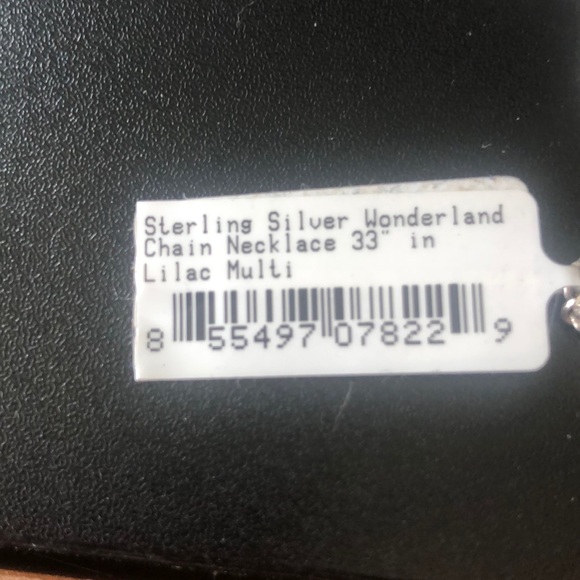 Sterling Silver Wonderland
Chain Necklace 33" in
Lilac Multi
8 55497 07822 9